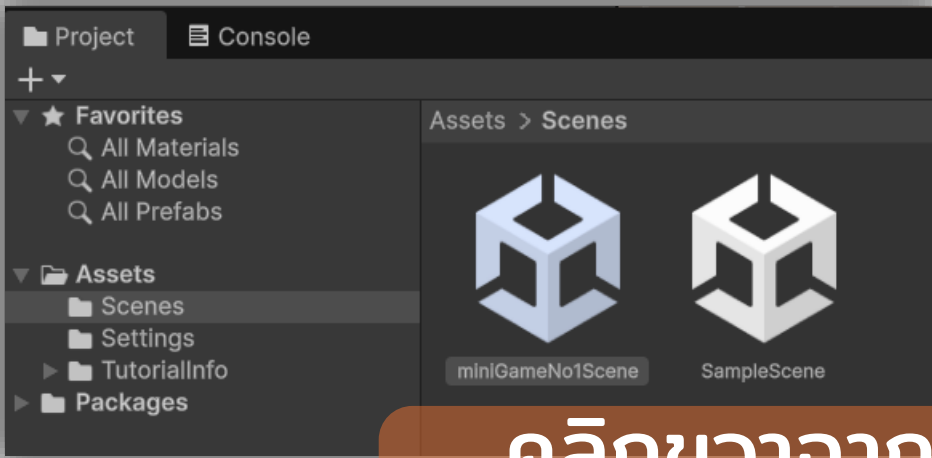 Project
Console
Favorites
All Materials
All Models
All Prefabs
Assets
Scenes
Settings
TutorialInfo
Packages
Assets > Scenes
miniGameNo1Scene
SampleScene